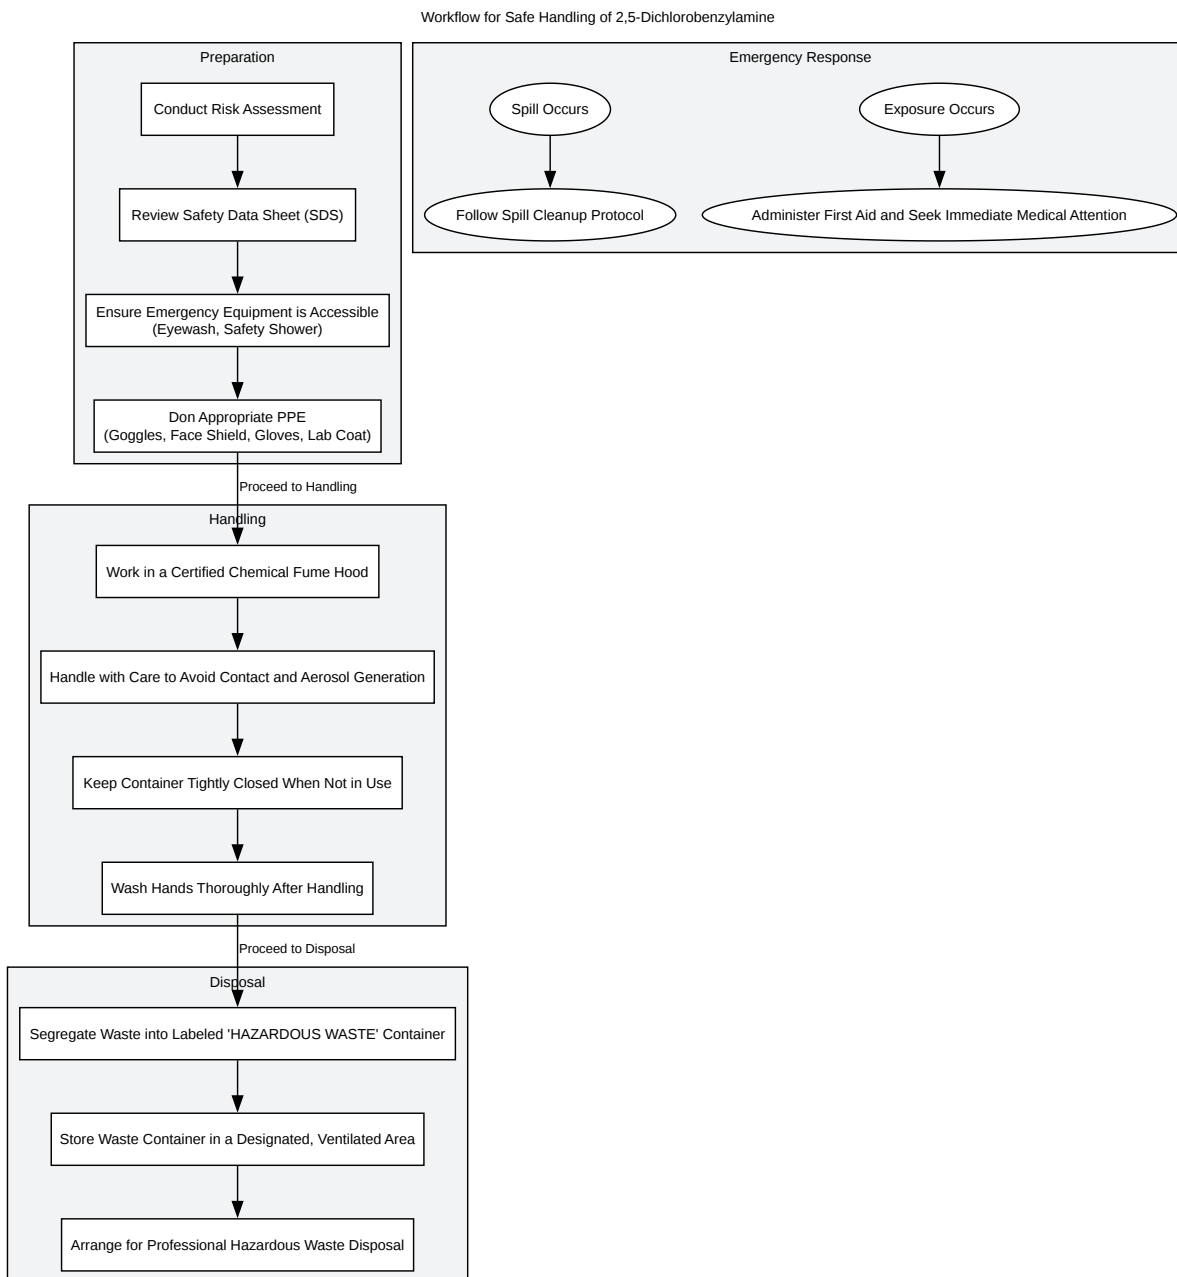 Workflow for Safe Handling of 2,5-Dichlorobenzylamine
Preparation
Conduct Risk Assessment
Review Safety Data Sheet (SDS)
Ensure Emergency Equipment is Accessible
(Eyewash, Safety Shower)
Don Appropriate PPE
(Goggles, Face Shield, Gloves, Lab Coat)
Emergency Response
Spill Occurs
Follow Spill Cleanup Protocol
Exposure Occurs
Administer First Aid and Seek Immediate Medical Attention
Proceed to Handling
Handling
Work in a Certified Chemical Fume Hood
Handle with Care to Avoid Contact and Aerosol Generation
Keep Container Tightly Closed When Not in Use
Wash Hands Thoroughly After Handling
Proceed to Disposal
Disposal
Segregate Waste into Labeled 'HAZARDOUS WASTE' Container
Store Waste Container in a Designated, Ventilated Area
Arrange for Professional Hazardous Waste Disposal